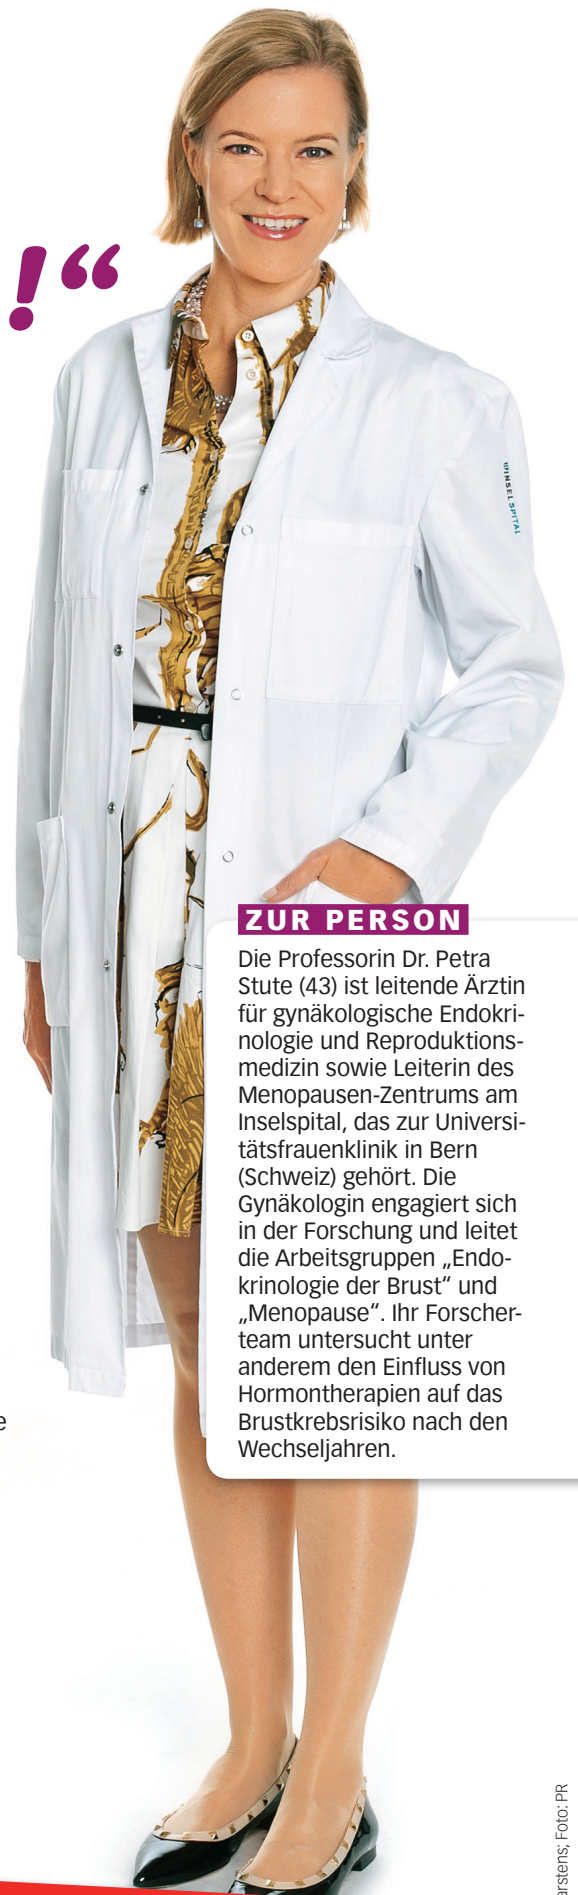 !“
INSELSPITAL
ZUR PERSON
Die Professorin Dr. Petra
Stute (43) ist leitende Ärztin
für gynäkologische Endokri-
nologie und Reproduktions-
medizin sowie Leiterin des
Menopausen-Zentrums am
Inselspital, das zur Universi-
tätsfrauenklinik in Bern
(Schweiz) gehört. Die
Gynäkologin engagiert sich
in der Forschung und leitet
die Arbeitsgruppen „Endo-
krinologie der Brust“ und
„Menopause“. Ihr Forscher-
team untersucht unter
anderem den Einfluss von
Hormontherapien auf das
Brustkrebsrisiko nach den
Wechseljahren.
e
arstens; Foto: PR